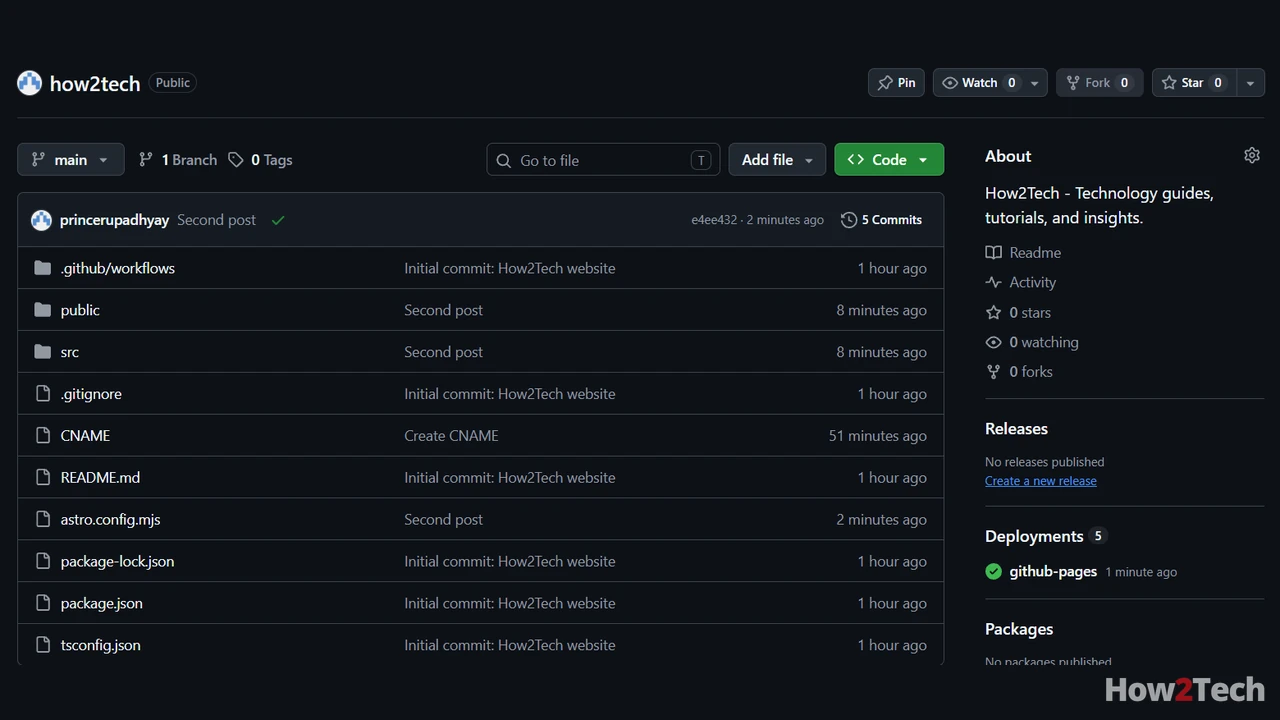 how2tech Public Pin Watch 0 Fork 0 Star 0
main 1 Branch 0 Tags Go to file T Add file Code
princerupadhyay Second post e4ee432 · 2 minutes ago 5 Commits
.github/workflows Initial commit: How2Tech website 1 hour ago
public Second post 8 minutes ago
src Second post 8 minutes ago
.gitignore Initial commit: How2Tech website 1 hour ago
CNAME Create CNAME 51 minutes ago
README.md Initial commit: How2Tech website 1 hour ago
astro.config.mjs Second post 2 minutes ago
package-lock.json Initial commit: How2Tech website 1 hour ago
package.json Initial commit: How2Tech website 1 hour ago
tsconfig.json Initial commit: How2Tech website 1 hour ago
About
How2Tech - Technology guides,
tutorials, and insights.
Readme
Activity
0 stars
0 watching
0 forks
Releases
No releases published
Create a new release
Deployments 5
github-pages 1 minute ago
Packages
No packages published
How2Tech